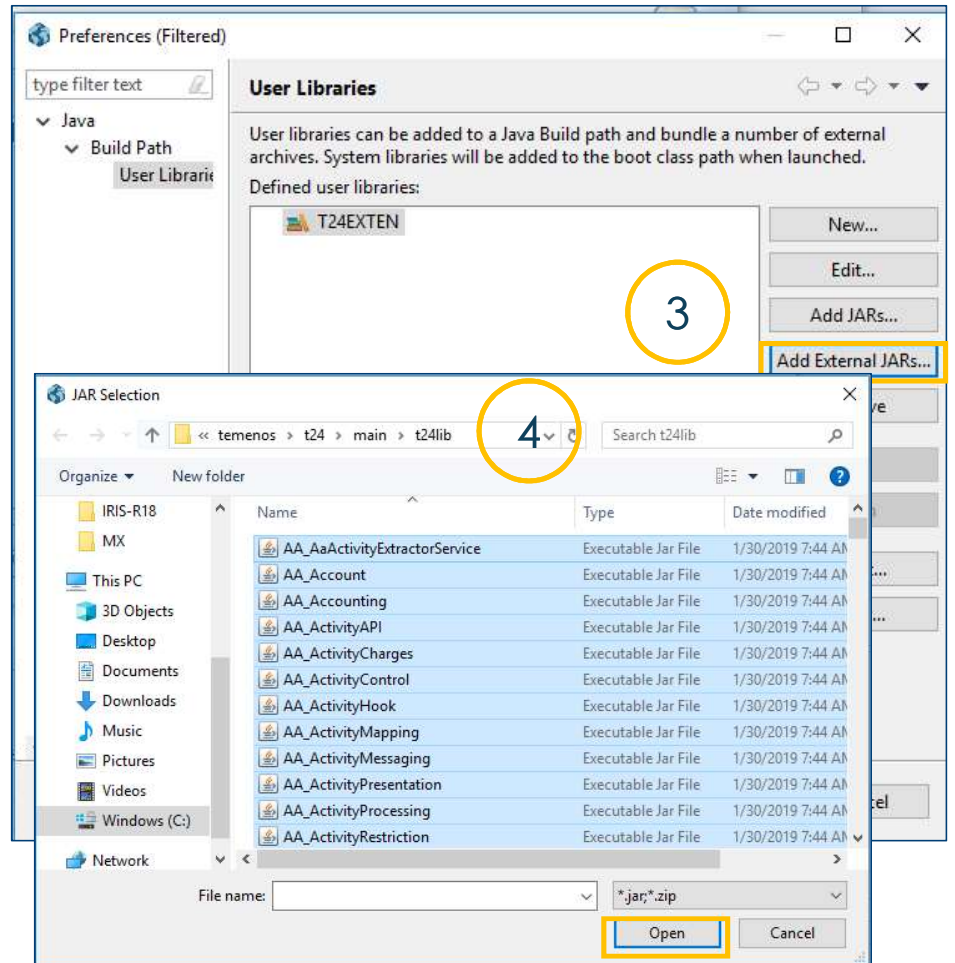 Preferences (Filtered)
type filter text
User Libraries
Java
Build Path
User Librarie
User libraries can be added to a Java Build path and bundle a number of external
archives. System libraries will be added to the boot class path when launched.
Defined user libraries:
T24EXTEN
New...
Edit...
3
Add JARs...
Add External JARs...
JAR Selection
ve
« temenos › t24 › main › t24lib
4
Search t24lib
Organize
New folder
IRIS-R18
MX
This PC
3D Objects
Desktop
Documents
Downloads
Music
Pictures
Videos
Windows (C:)
Network
Name Type Date modified
AA_AaActivityExtractorService Executable Jar File 1/30/2019 7:44 AM
AA_Account Executable Jar File 1/30/2019 7:44 AM
AA_Accounting Executable Jar File 1/30/2019 7:44 AM
AA_ActivityAPI Executable Jar File 1/30/2019 7:44 AM
AA_ActivityCharges Executable Jar File 1/30/2019 7:44 AM
AA_ActivityControl Executable Jar File 1/30/2019 7:44 AM
AA_ActivityHook Executable Jar File 1/30/2019 7:44 AM
AA_ActivityMapping Executable Jar File 1/30/2019 7:44 AM
AA_ActivityMessaging Executable Jar File 1/30/2019 7:44 AM
AA_ActivityPresentation Executable Jar File 1/30/2019 7:44 AM
AA_ActivityProcessing Executable Jar File 1/30/2019 7:44 AM
AA_ActivityRestriction Executable Jar File 1/30/2019 7:44 AM
...
...
cel
File name:
*.jar;*.zip
Open
Cancel